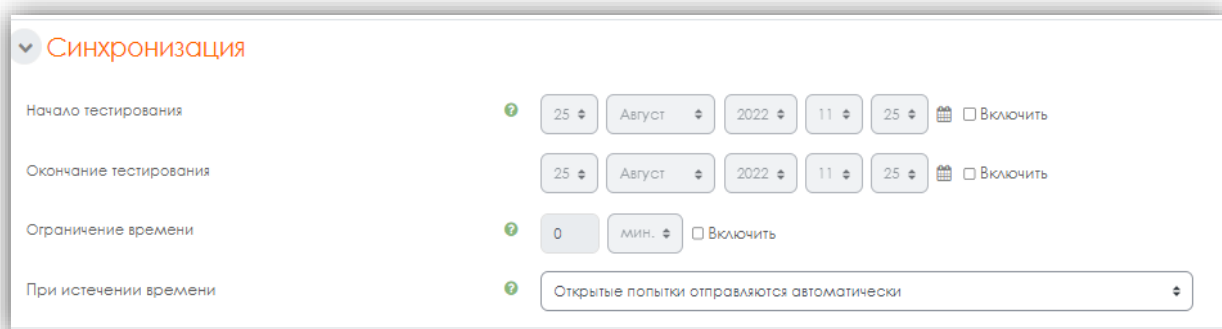 Синхронизация
Начало тестирования 25 Август 2022 11 25 Включить
Окончание тестирования 25 Август 2022 11 25 Включить
Ограничение времени 0 мин. Включить
При истечении времени Открытые попытки отправляются автоматически